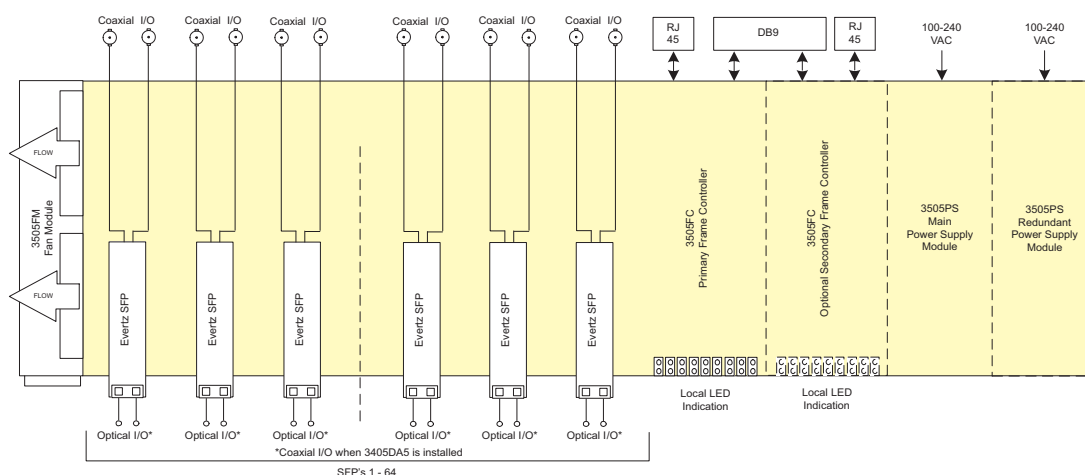 Coaxial I/O
Coaxial I/O
Coaxial I/O
Coaxial I/O
Coaxial I/O
Coaxial I/O
RJ
45
DB9
RJ
45
100-240
VAC
100-240
VAC
FLOW
FLOW
3505FM
Fan Module
Evertz SFP
Evertz SFP
Evertz SFP
Evertz SFP
Evertz SFP
Evertz SFP
3505FC
Primary Frame Controller
3505FC
Optional Secondary Frame Controller
3505PS
Main
Power Supply
Module
3505PS
Redundant
Power Supply
Module
Local LED
Indication
Local LED
Indication
Optical I/O*
Optical I/O*
Optical I/O*
Optical I/O*
Optical I/O*
Optical I/O*
*Coaxial I/O when 3405DA5 is installed
SFP's 1 - 64